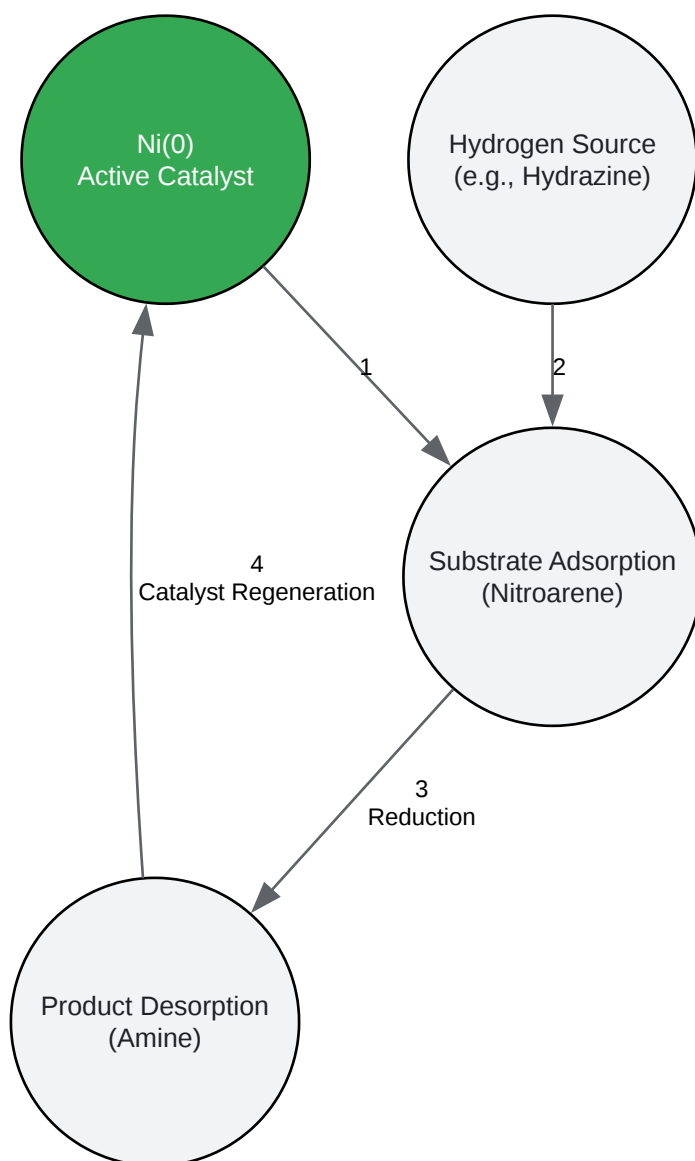 Ni(0)
Active Catalyst
Hydrogen Source
(e.g., Hydrazine)
1
2
Substrate Adsorption
(Nitroarene)
4
Catalyst Regeneration
3
Reduction
Product Desorption
(Amine)